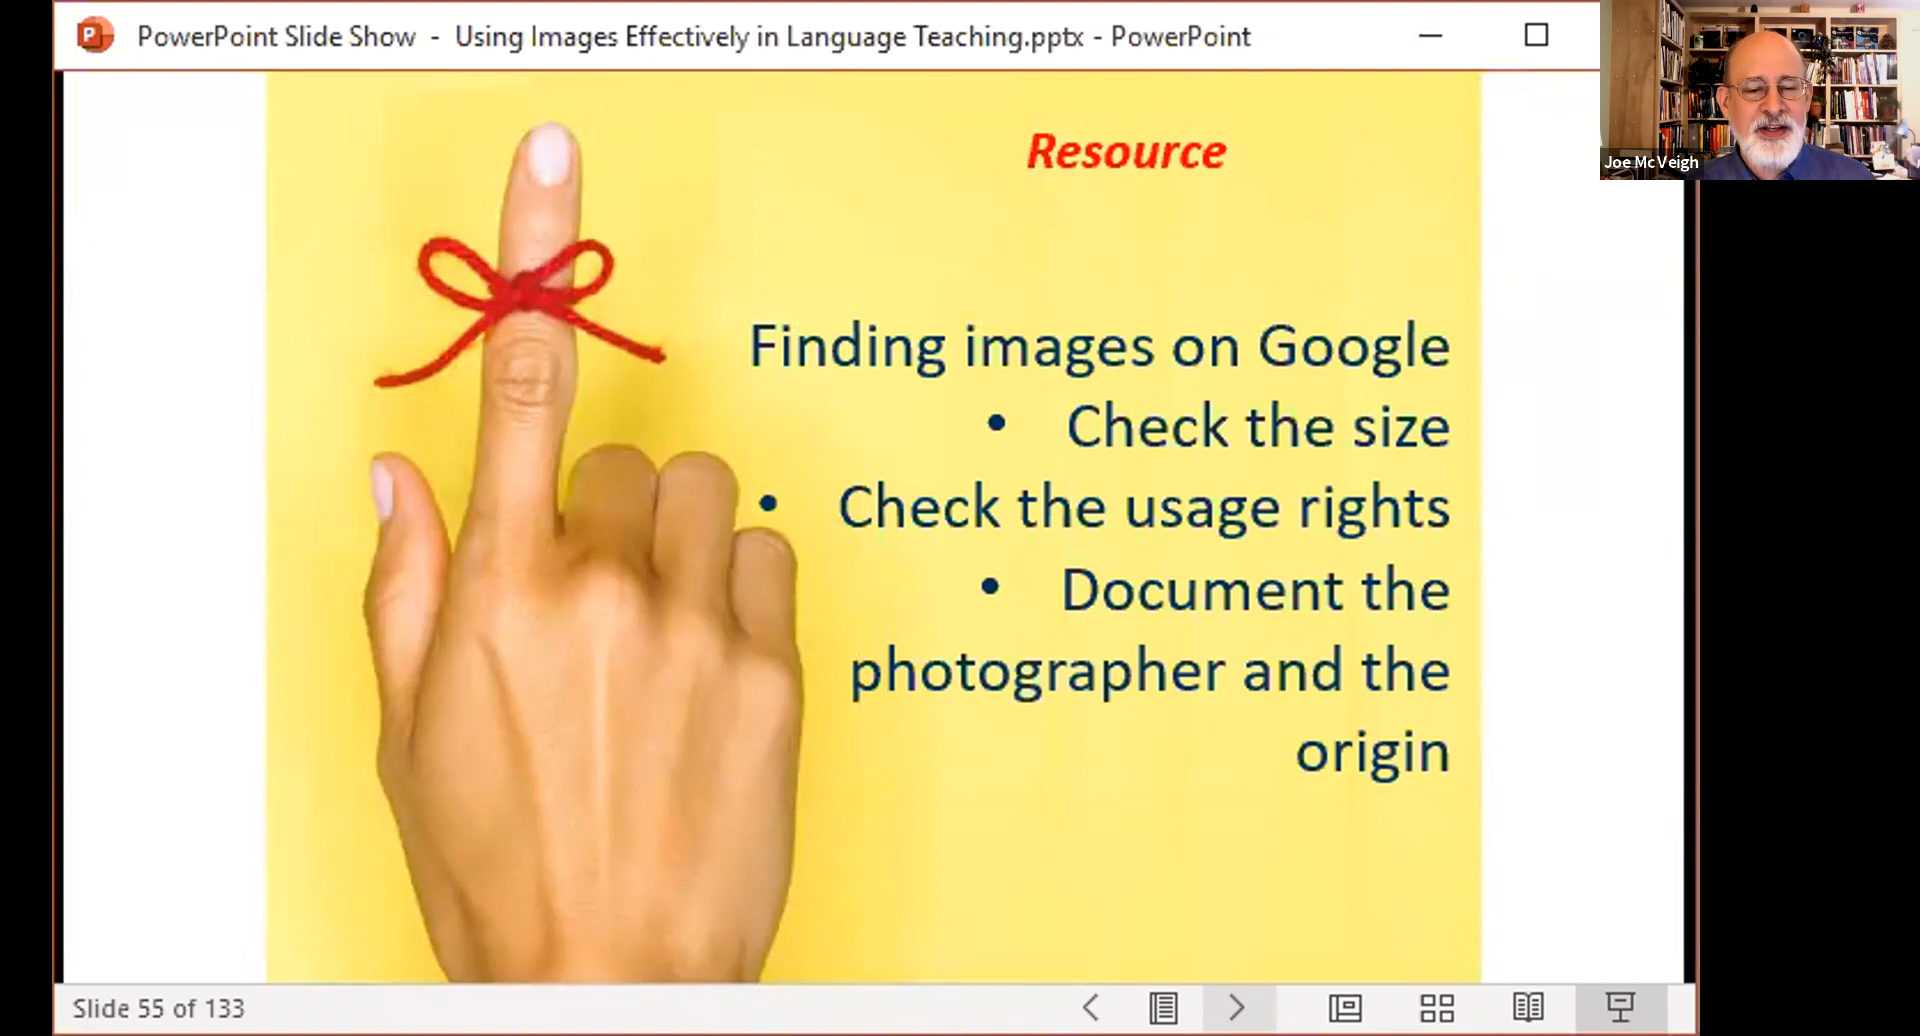 PowerPoint Slide Show - Using Images Effectively in Language Teaching.pptx - PowerPoint
Joe McVeigh
Resource
Finding images on Google
• Check the size
• Check the usage rights
• Document the
photographer and the
origin
Slide 55 of 133